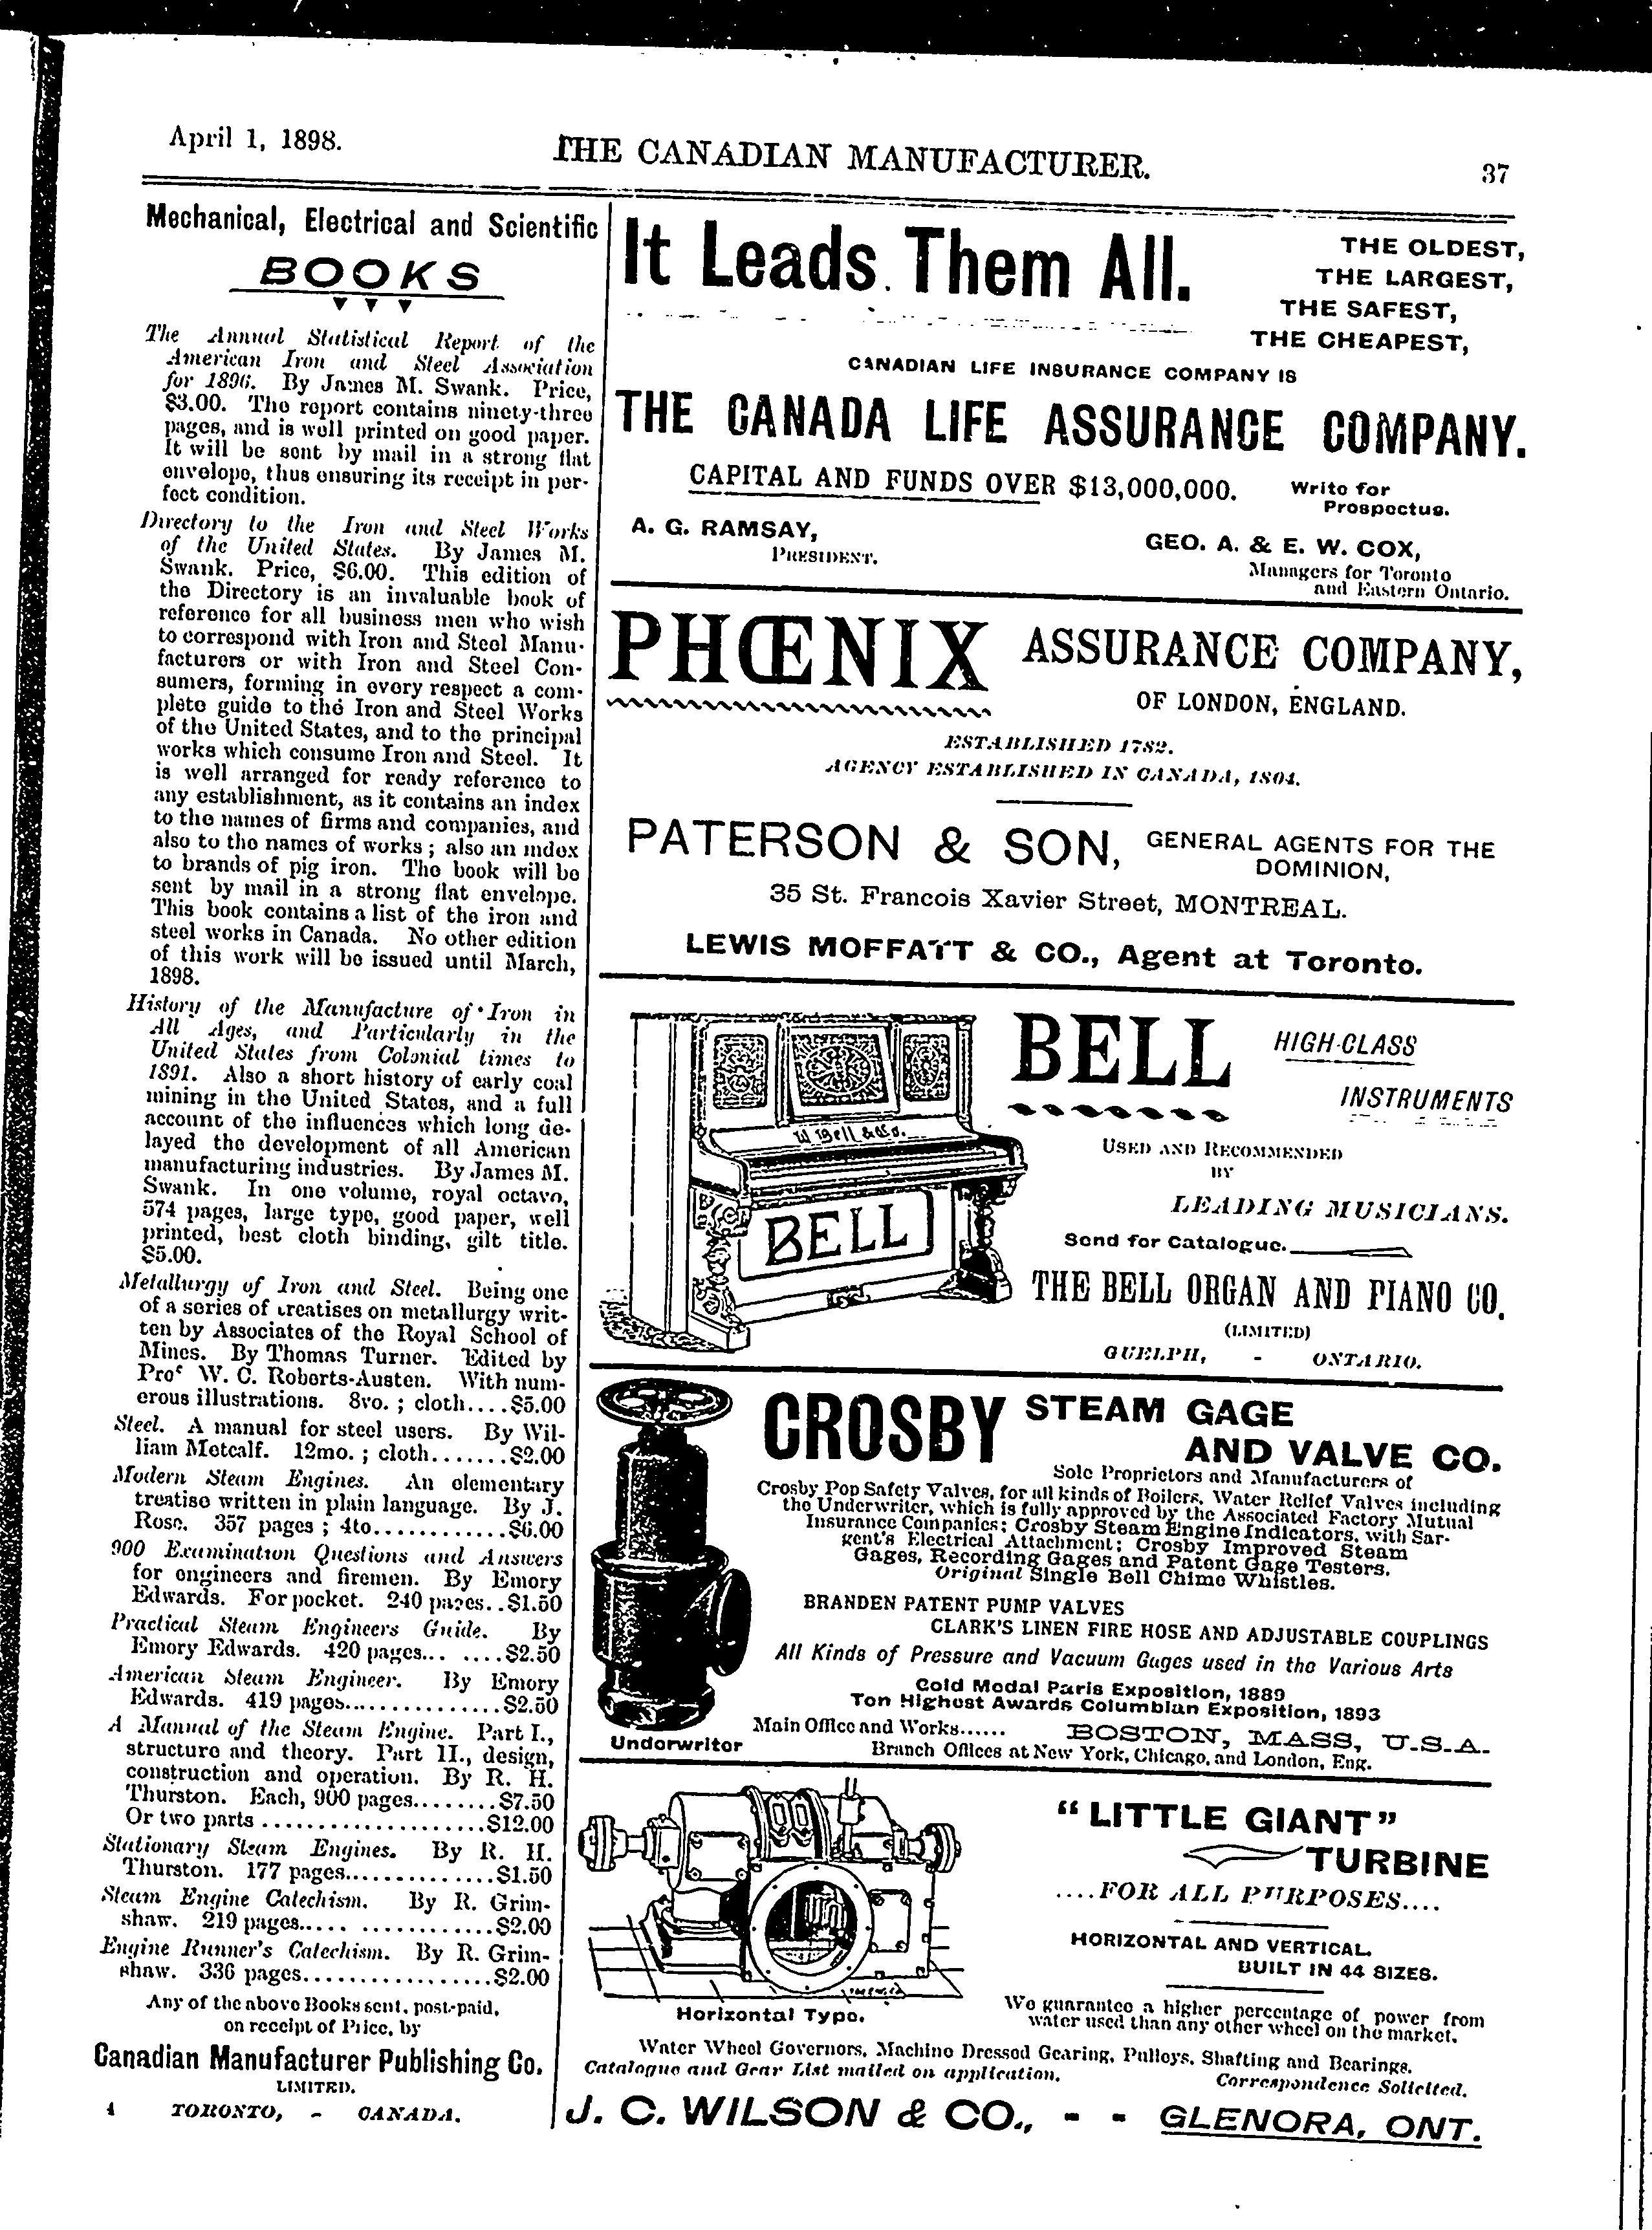 April 1, 1898.
THE CANADIAN MANUFACTURER.
37
Mechanical, Electrical and Scientific
BOOKS
The Annual Statistical Report of the
American Iron and Steel Association
for 1896. By James M. Swank. Price,
$3.00. The report contains ninety-three
pages, and is well printed on good paper.
It will be sent by mail in a strong flat
envelope, thus ensuring its receipt in per-
fect condition.
Directory to the Iron and Steel Works
of the United States. By James M.
Swank. Price, $6.00. This edition of
the Directory is an invaluable book of
reference for all business men who wish
to correspond with Iron and Steel Manu-
facturers or with Iron and Steel Con-
sumers, forming in every respect a com-
plete guide to the Iron and Steel Works
of the United States, and to the principal
works which consume Iron and Steel. It
is well arranged for ready reference to
any establishment, as it contains an index
to the names of firms and companies, and
also to the names of works; also an index
to brands of pig iron. The book will be
sent by mail in a strong flat envelope.
This book contains a list of the iron and
steel works in Canada. No other edition
of this work will be issued until March,
1898.
History of the Manufacture of Iron in
All Ages, and Particularly in the
United States from Colonial times to
1891. Also a short history of early coal
mining in the United States, and a full
account of the influences which long de-
layed the development of all American
manufacturing industries. By James M.
Swank. In one volume, royal octavo,
574 pages, large type, good paper, well
printed, best cloth binding, gilt title.
$5.00.
Metallurgy of Iron and Steel. Being one
of a series of treatises on metallurgy writ-
ten by Associates of the Royal School of
Mines. By Thomas Turner. Edited by
Prof W. C. Roberts-Austen. With num-
erous illustrations. 8vo.; cloth....$5.00
Steel. A manual for steel users. By Wil-
liam Metcalf. 12mo.; cloth.......$2.00
Modern Steam Engines. An elementary
treatise written in plain language. By J.
Rose. 357 pages; 4to............$6.00
900 Examination Questions and Answers
for engineers and firemen. By Emory
Edwards. For pocket. 240 pages..$1.50
Practical Steam Engineers Guide. By
Emory Edwards. 420 pages... ....$2.50
American Steam Engineer. By Emory
Edwards. 419 pages..............$2.50
A Manual of the Steam Engine. Part I.,
structure and theory. Part II., design,
construction and operation. By R. H.
Thurston. Each, 900 pages........$7.50
Or two parts ....................$12.00
Stationary Steam Engines. By R. H.
Thurston. 177 pages..............$1.50
Steam Engine Catechism. By R. Grim-
shaw. 219 pages..... ............$2.00
Engine Runner's Catechism. By R. Grim-
shaw. 336 pages.................$2.00
Any of the above Books sent, post-paid,
on receipt of Price, by
Canadian Manufacturer Publishing Co.
LIMITED.
TORONTO, - CANADA.
It Leads Them All.
THE OLDEST,
THE LARGEST,
THE SAFEST,
THE CHEAPEST,
CANADIAN LIFE INSURANCE COMPANY IS
THE CANADA LIFE ASSURANCE COMPANY.
CAPITAL AND FUNDS OVER $13,000,000.
Write for
Prospectus.
A. G. RAMSAY,
PRESIDENT.
GEO. A. & E. W. COX,
Managers for Toronto
and Eastern Ontario.
PHŒNIX ASSURANCE COMPANY,
OF LONDON, ENGLAND.
ESTABLISHED 1782.
AGENCY ESTABLISHED IN CANADA, 1804.
PATERSON & SON, GENERAL AGENTS FOR THE
DOMINION,
35 St. Francois Xavier Street, MONTREAL.
LEWIS MOFFATT & CO., Agent at Toronto.
W. Bell & Co.
BELL
BELL HIGH-CLASS
INSTRUMENTS
USED AND RECOMMENDED
BY
LEADING MUSICIANS.
Send for Catalogue.
THE BELL ORGAN AND PIANO CO.
(LIMITED)
GUELPH, - ONTARIO.
CROSBY STEAM GAGE
AND VALVE CO.
Sole Proprietors and Manufacturers of
Crosby Pop Safety Valves, for all kinds of Boilers, Water Relief Valves including
the Underwriter, which is fully approved by the Associated Factory Mutual
Insurance Companies; Crosby Steam Engine Indicators, with Sar-
gent's Electrical Attachment; Crosby Improved Steam
Gages, Recording Gages and Patent Gage Testers.
Original Single Bell Chime Whistles.
BRANDEN PATENT PUMP VALVES
CLARK'S LINEN FIRE HOSE AND ADJUSTABLE COUPLINGS
All Kinds of Pressure and Vacuum Gages used in the Various Arts
Gold Medal Paris Exposition, 1889
Ten Highest Awards Columbian Exposition, 1893
Underwriter
Main Office and Works...... BOSTON, MASS, U.S.A.
Branch Offices at New York, Chicago, and London, Eng.
"LITTLE GIANT"
TURBINE
....FOR ALL PURPOSES....
HORIZONTAL AND VERTICAL.
BUILT IN 44 SIZES.
Horizontal Type.
We guarantee a higher percentage of power from
water used than any other wheel on the market.
Water Wheel Governors, Machine Dressed Gearing, Pulleys, Shafting and Bearings.
Catalogue and Gear List mailed on application.
Correspondence Solicited.
J. C. WILSON & CO., - - GLENORA, ONT.